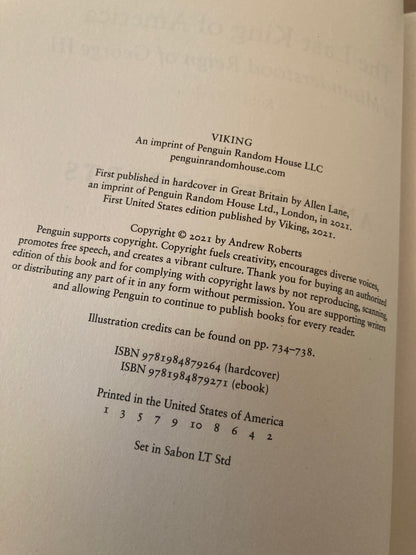 VIKING
An imprint of Penguin Random House LLC
penguinrandomhouse.com
First published in hardcover in Great Britain by Allen Lane,
an imprint of Penguin Random House Ltd., London, in 2021.
First United States edition published by Viking, 2021.
Copyright © 2021 by Andrew Roberts
Penguin supports copyright. Copyright fuels creativity, encourages diverse voices,
promotes free speech, and creates a vibrant culture. Thank you for buying an authorized
edition of this book and for complying with copyright laws by not reproducing, scanning,
or distributing any part of it in any form without permission. You are supporting writers
and allowing Penguin to continue to publish books for every reader.
Illustration credits can be found on pp. 734–738.
ISBN 9781984879264 (hardcover)
ISBN 9781984879271 (ebook)
Printed in the United States of America
1 3 5 7 9 10 8 6 4 2
Set in Sabon LT Std